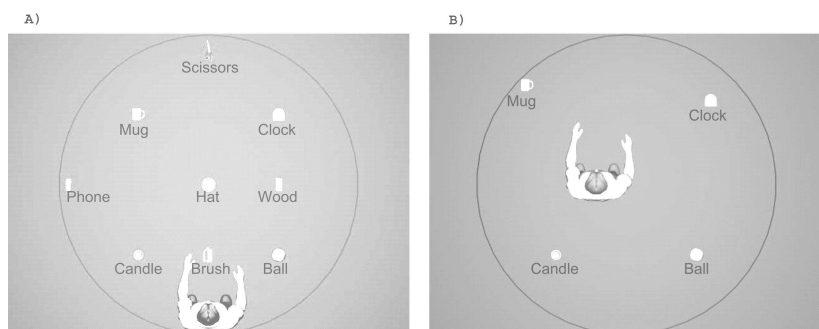 A)
B)
Scissors
Mug
Clock
Phone
Hat
Wood
Candle
Brush
Ball
Mug
Clock
Candle
Ball